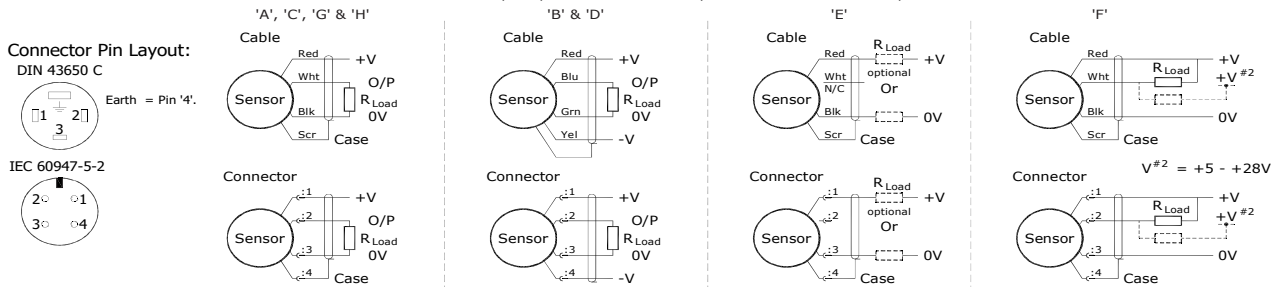 'A', 'C', 'G' & 'H'
'B' & 'D'
'E'
'F'
Connector Pin Layout:
DIN 43650 C
1 2
3
Earth = Pin '4'.
IEC 60947-5-2
2 1
3 4
Cable
Sensor
Red +V
Wht O/P
R Load
Blk 0V
Scr Case
Cable
Sensor
Red +V
Blu O/P
R Load
Grn 0V
Yel -V
Cable
Sensor
R Load
Red +V
optional
Wht
N/C Or
Blk 0V
Scr Case
Cable
Sensor
Red +V
Wht R Load +V #2
Blk 0V
Scr Case
V#2 = +5 - +28V
Connector
Sensor
:1 +V
:2 O/P
R Load
:3 0V
:4 Case
Connector
Sensor
:1 +V
:2 O/P
R Load
:3 0V
:4 -V
Connector
Sensor
R Load
:1 +V
optional
:2 Or
:3 0V
:4 Case
Connector
Sensor
:1 +V
:2 R Load +V #2
:3 0V
:4 Case